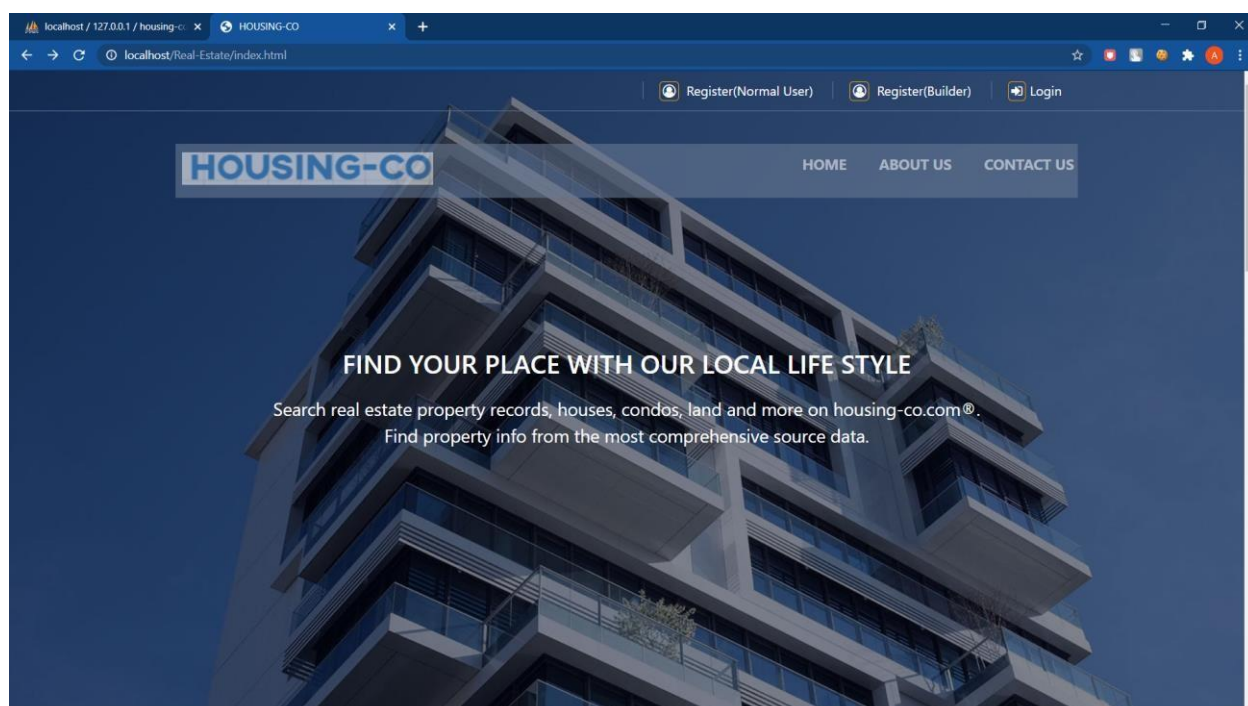 localhost / 127.0.0.1 / housing-c
HOUSING-CO
localhost/Real-Estate/index.html
A
Register(Normal User)
Register(Builder)
Login
HOUSING-CO
HOME
ABOUT US
CONTACT US
FIND YOUR PLACE WITH OUR LOCAL LIFE STYLE
Search real estate property records, houses, condos, land and more on housing-co.com®.
Find property info from the most comprehensive source data.